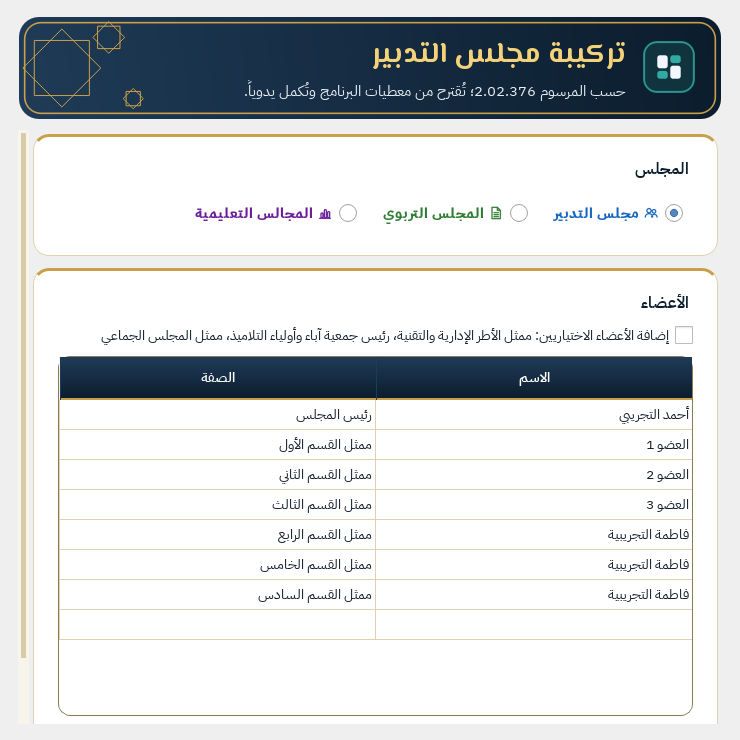 تركيبة مجلس التدبير
حسب المرسوم 2.02.376؛ تُقترح من معطيات البرنامج وتُكمل يدوياً.
المجلس
مجلس التدبير المجلس التربوي المجالس التعليمية
الأعضاء
إضافة الأعضاء الاختياريين: ممثل الأطر الإدارية والتقنية، رئيس جمعية آباء وأولياء التلاميذ، ممثل المجلس الجماعي
الاسم الصفة
أحمد التجريبي رئيس المجلس
العضو 1 ممثل القسم الأول
العضو 2 ممثل القسم الثاني
العضو 3 ممثل القسم الثالث
فاطمة التجريبية ممثل القسم الرابع
فاطمة التجريبية ممثل القسم الخامس
فاطمة التجريبية ممثل القسم السادس